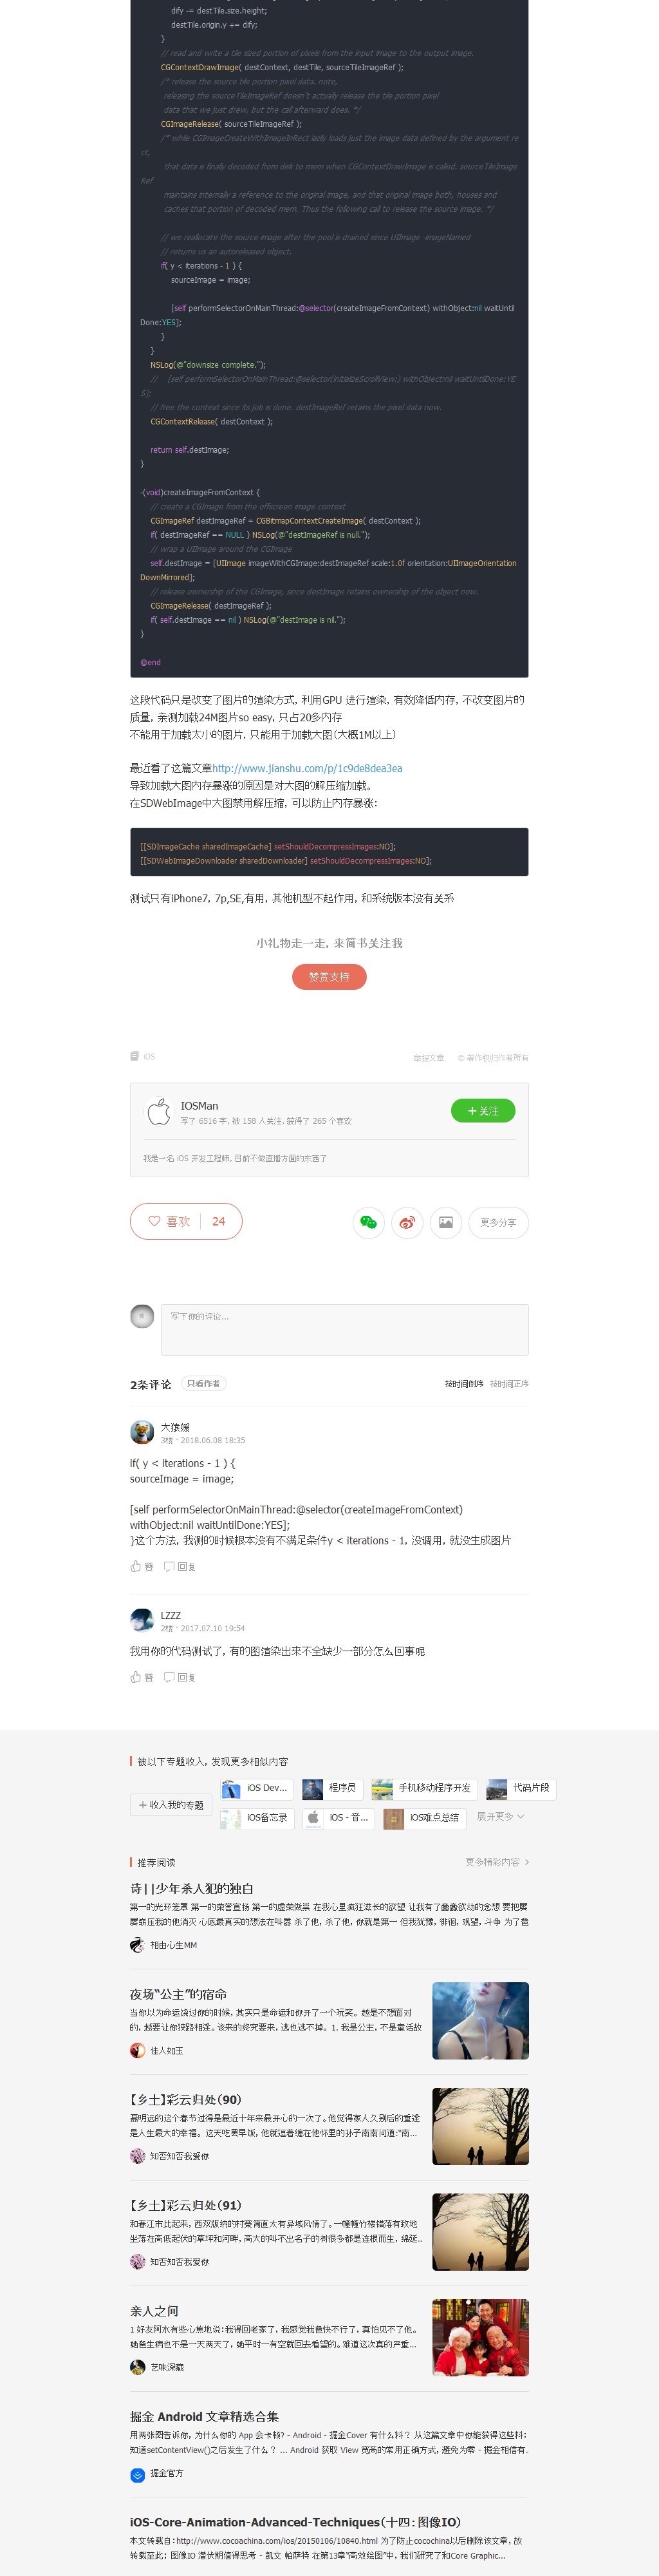 dify -= destTile.size.height;
destTile.origin.y += dify;
}
// read and write a tile sized portion of pixels from the input image to the output image.
CGContextDrawImage( destContext, destTile, sourceTileImageRef );
/* release the source tile portion pixel data. note,
releasing the sourceTileImageRef doesn't actually release the tile portion pixel
data that we just drew, but the call afterward does. */
CGImageRelease( sourceTileImageRef );
/* while CGImageCreateWithImageInRect lazily loads just the image data defined by the argument re
ct,
that data is finally decoded from disk to mem when CGContextDrawImage is called. sourceTileImage
Ref
maintains internally a reference to the original image, and that original image both, houses and
caches that portion of decoded mem. Thus the following call to release the source image. */
// we reallocate the source image after the pool is drained since UIImage -imageNamed
// returns us an autoreleased object.
if( y < iterations - 1 ) {
sourceImage = image;
[self performSelectorOnMainThread:@selector(createImageFromContext) withObject:nil waitUntil
Done:YES];
}
}
NSLog(@"downsize complete.");
//    [self performSelectorOnMainThread:@selector(initializeScrollView:) withObject:nil waitUntilDone:YE
S];
// free the context since its job is done. destImageRef retains the pixel data now.
CGContextRelease( destContext );
return self.destImage;
}
-(void)createImageFromContext {
// create a CGImage from the offscreen image context
CGImageRef destImageRef = CGBitmapContextCreateImage( destContext );
if( destImageRef == NULL ) NSLog(@"destImageRef is null.");
// wrap a UIImage around the CGImage
self.destImage = [UIImage imageWithCGImage:destImageRef scale:1.0f orientation:UIImageOrientation
DownMirrored];
// release ownership of the CGImage, since destImage retains ownership of the object now.
CGImageRelease( destImageRef );
if( self.destImage == nil ) NSLog(@"destImage is nil.");
}
@end
这段代码只是改变了图片的渲染方式，利用GPU 进行渲染，有效降低内存，不改变图片的
质量，亲测加载24M图片so easy，只占20多内存
不能用于加载太小的图片，只能用于加载大图（大概1M以上）
最近看了这篇文章http://www.jianshu.com/p/1c9de8dea3ea
导致加载大图内存暴涨的原因是对大图的解压缩加载。
在SDWebImage中大图禁用解压缩，可以防止内存暴涨：
[[SDImageCache sharedImageCache] setShouldDecompressImages:NO];
[[SDWebImageDownloader sharedDownloader] setShouldDecompressImages:NO];
测试只有iPhone7，7p,SE,有用，其他机型不起作用，和系统版本没有关系
小礼物走一走，来简书关注我
赞赏支持
iOS
举报文章 © 著作权归作者所有
IOSMan
写了 6516 字，被 158 人关注，获得了 265 个喜欢
+ 关注
我是一名 iOS 开发工程师，目前不做直播方面的东西了
喜欢 24
更多分享
写下你的评论...
2条评论 只看作者
按时间倒序 按时间正序
大猿媛
3楼 · 2018.06.08 18:35
if( y < iterations - 1 ) {
sourceImage = image;
[self performSelectorOnMainThread:@selector(createImageFromContext)
withObject:nil waitUntilDone:YES];
}这个方法，我测的时候根本没有不满足条件y < iterations - 1，没调用，就没生成图片
赞 回复
LZZZ
2楼 · 2017.07.10 19:54
我用你的代码测试了，有的图渲染出来不全缺少一部分怎么回事呢
赞 回复
被以下专题收入，发现更多相似内容
+ 收入我的专题
iOS Dev...
程序员
手机移动程序开发
代码片段
iOS备忘录
iOS - 音...
iOS难点总结
展开更多
推荐阅读
更多精彩内容
诗||少年杀人犯的独白
第一的光环笼罩 第一的荣誉宣扬 第一的虚荣做祟 在我心里疯狂滋长的欲望 让我有了蠢蠢欲动的念想 要把屡
屡碾压我的他消灭 心底最真实的想法在叫嚣 杀了他，杀了他，你就是第一 但我犹豫，徘徊，观望，斗争 为了翘
相由心生MM
夜场“公主”的宿命
当你以为命运饶过你的时候，其实只是命运和你开了一个玩笑。越是不想面对
的，越要让你狭路相逢。该来的终究要来，逃也逃不掉。 1. 我是公主，不是童话故
佳人如玉
【乡土】彩云归处（90）
聂明远的这个春节过得是最近十年来最开心的一次了。他觉得家人久别后的重逢
是人生最大的幸福。 这天吃罢早饭，他就逗着缠在他怀里的孙子南南问道：“南...
知否知否我爱你
【乡土】彩云归处（91）
和春江市比起来，西双版纳的村寨简直太有异域风情了。一幢幢竹楼错落有致地
坐落在高低起伏的草坪和河畔，高大的叫不出名子的树很多都是连根而生，绵延..
知否知否我爱你
亲人之间
1 好友阿水有些心焦地说：我得回老家了，我感觉我爸快不行了，真怕见不了他。
她爸生病也不是一天两天了，她平时一有空就回去看望的。难道这次真的严重...
艺味深藏
掘金 Android 文章精选合集
用两张图告诉你，为什么你的 App 会卡顿? - Android - 掘金Cover 有什么料？ 从这篇文章中你能获得这些料：
知道setContentView()之后发生了什么？ ... Android 获取 View 宽高的常用正确方式，避免为零 - 掘金相信有.
掘金官方
iOS-Core-Animation-Advanced-Techniques（十四：图像IO）
本文转载自：http://www.cocoachina.com/ios/20150106/10840.html 为了防止cocochina以后删除该文章，故
转载至此；图像IO 潜伏期值得思考 - 凯文 帕萨特 在第13章“高效绘图”中，我们研究了和Core Graphic...